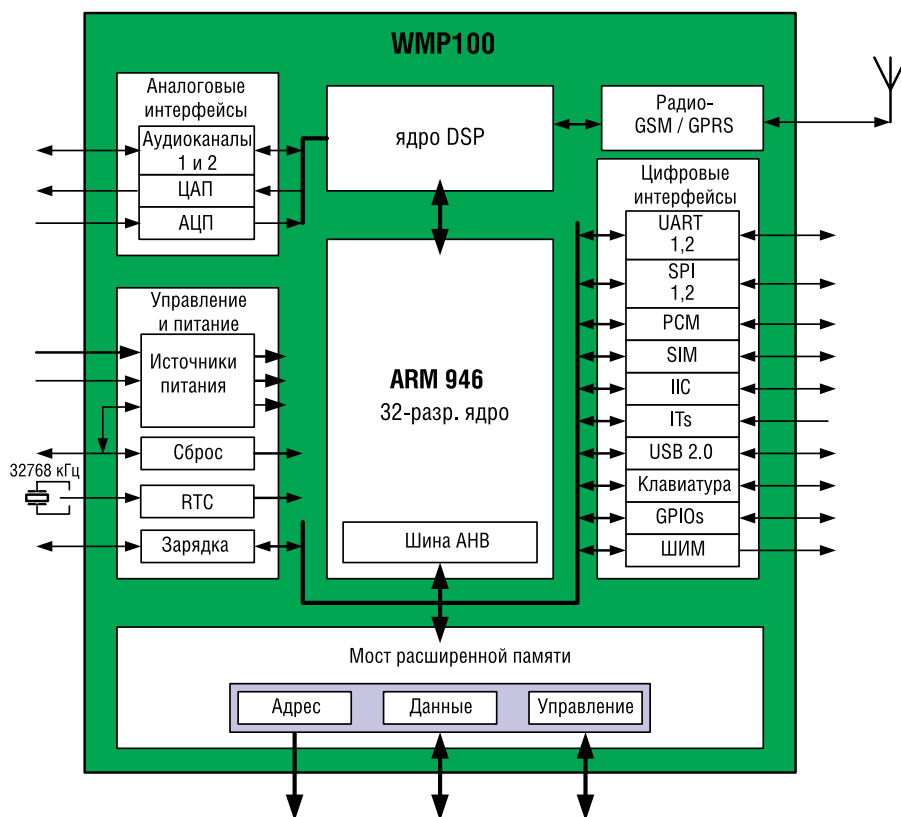 WMP100
Аналоговые
интерфейсы
Аудиоканалы
1 и 2
ЦАП
АЦП
ядро DSP
Радио-
GSM / GPRS
Цифровые
интерфейсы
UART
1,2
SPI
1,2
PCM
SIM
IIC
ITs
USB 2.0
Клавиатура
GPIOs
ШИМ
Управление
и питание
Источники
питания
Сброс
32768 кГц
RTC
Зарядка
ARM 946
32-разр. ядро
Шина AHB
Мост расширенной памяти
Адрес
Данные
Управление